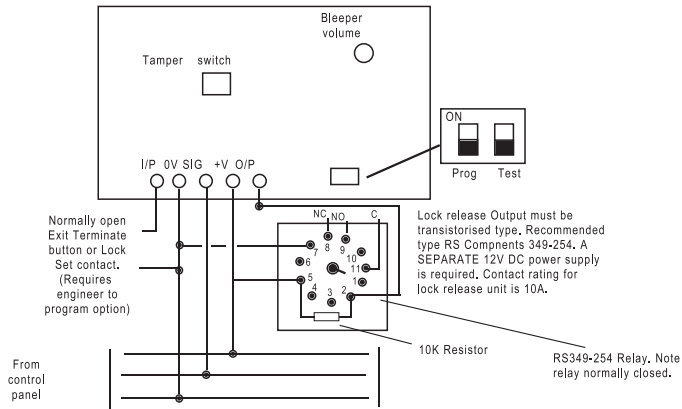 Bleeper
volume
Tamper switch
ON
Prog Test
I/P 0V SIG +V O/P
Normally open
Exit Terminate
button or Lock
Set contact.
(Requires
engineer to
program option)
NC NO C
8 9
7 10
6 11
5 1
4 3 2
Lock release Output must be
transistorised type. Recommended
type RS Compnents 349-254. A
SEPARATE 12V DC power supply
is required. Contact rating for
lock release unit is 10A.
10K Resistor
RS349-254 Relay. Note
relay normally closed.
From
control
panel